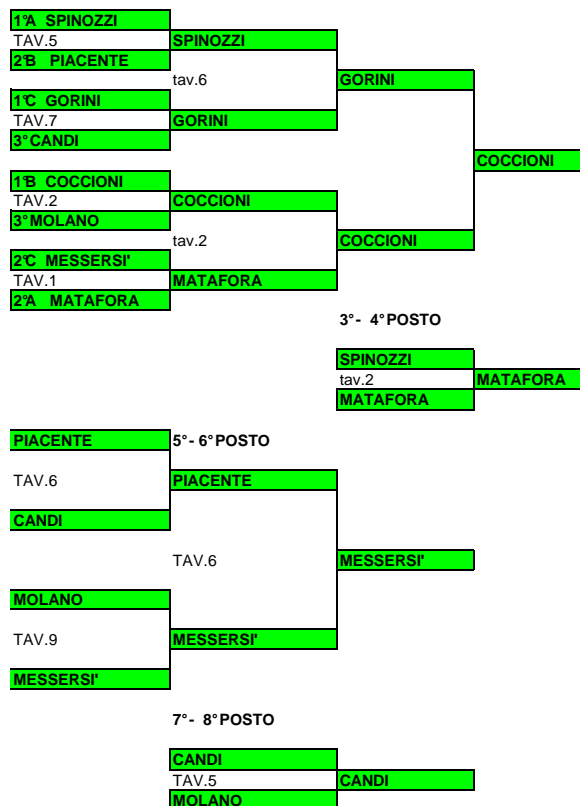 1°A SPINOZZI
TAV.5 SPINOZZI
2°B PIACENTE
tav.6 GORINI
1°C GORINI
TAV.7 GORINI
3° CANDI
COCCIONI
1°B COCCIONI
TAV.2 COCCIONI
3° MOLANO
tav.2 COCCIONI
2°C MESSERSI'
TAV.1 MATAFORA
2°A MATAFORA
3°- 4° POSTO
SPINOZZI
tav.2 MATAFORA
MATAFORA
PIACENTE 5°- 6° POSTO
TAV.6 PIACENTE
CANDI
TAV.6 MESSERSI'
MOLANO
TAV.9 MESSERSI'
MESSERSI'
7°- 8° POSTO
CANDI
TAV.5 CANDI
MOLANO